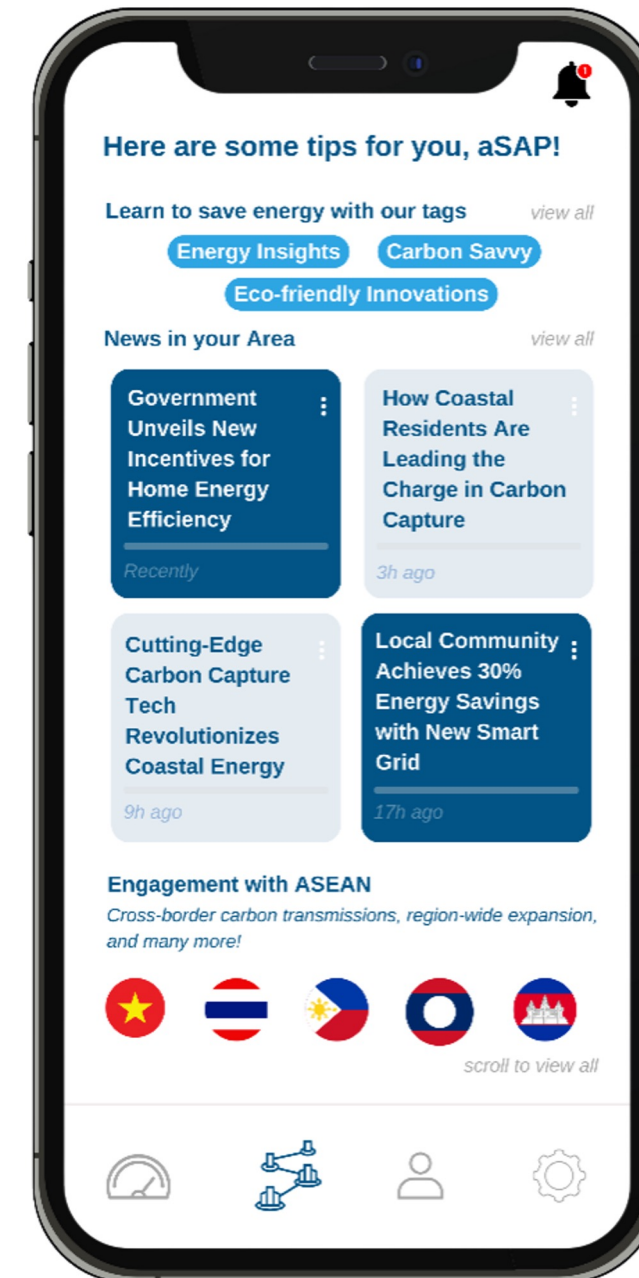 1
Here are some tips for you, aSAP!
Learn to save energy with our tags
view all
Energy Insights
Carbon Savvy
Eco-friendly Innovations
News in your Area
view all
Government
Unveils New
Incentives for
Home Energy
Efficiency
Recently
How Coastal
Residents Are
Leading the
Charge in Carbon
Capture
3h ago
Cutting-Edge
Carbon Capture
Tech
Revolutionizes
Coastal Energy
9h ago
Local Community
Achieves 30%
Energy Savings
with New Smart
Grid
17h ago
Engagement with ASEAN
Cross-border carbon transmissions, region-wide expansion,
and many more!
scroll to view all